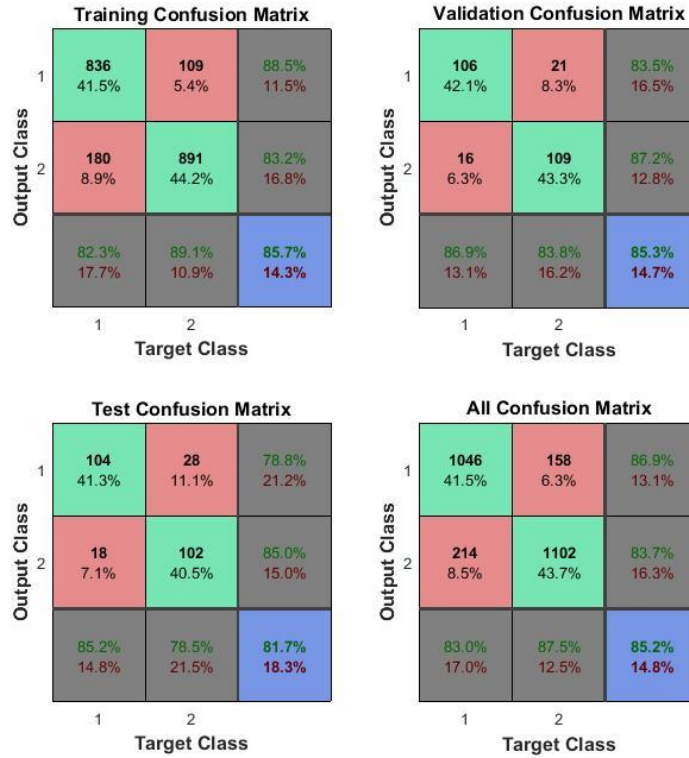 Training Confusion Matrix
836 109 88.5%
41.5% 5.4% 11.5%
1
180 891 83.2%
8.9% 44.2% 16.8%
2
82.3% 89.1% 85.7%
17.7% 10.9% 14.3%
1 2
Target Class
Output Class
Validation Confusion Matrix
106 21 83.5%
42.1% 8.3% 16.5%
1
16 109 87.2%
6.3% 43.3% 12.8%
2
86.9% 83.8% 85.3%
13.1% 16.2% 14.7%
1 2
Target Class
Output Class
Test Confusion Matrix
104 28 78.8%
41.3% 11.1% 21.2%
1
18 102 85.0%
7.1% 40.5% 15.0%
2
85.2% 78.5% 81.7%
14.8% 21.5% 18.3%
1 2
Target Class
Output Class
All Confusion Matrix
1046 158 86.9%
41.5% 6.3% 13.1%
1
214 1102 83.7%
8.5% 43.7% 16.3%
2
83.0% 87.5% 85.2%
17.0% 12.5% 14.8%
1 2
Target Class
Output Class